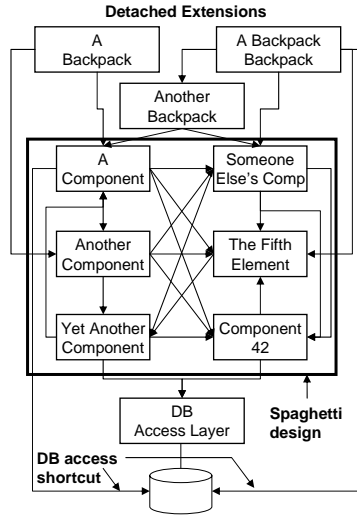 Detached Extensions
A
Backpack
A Backpack
Backpack
Another
Backpack
A
Component
Someone
Else's Comp
Another
Component
The Fifth
Element
Yet Another
Component
Component
42
DB
Access Layer
Spaghetti
design
DB access
shortcut